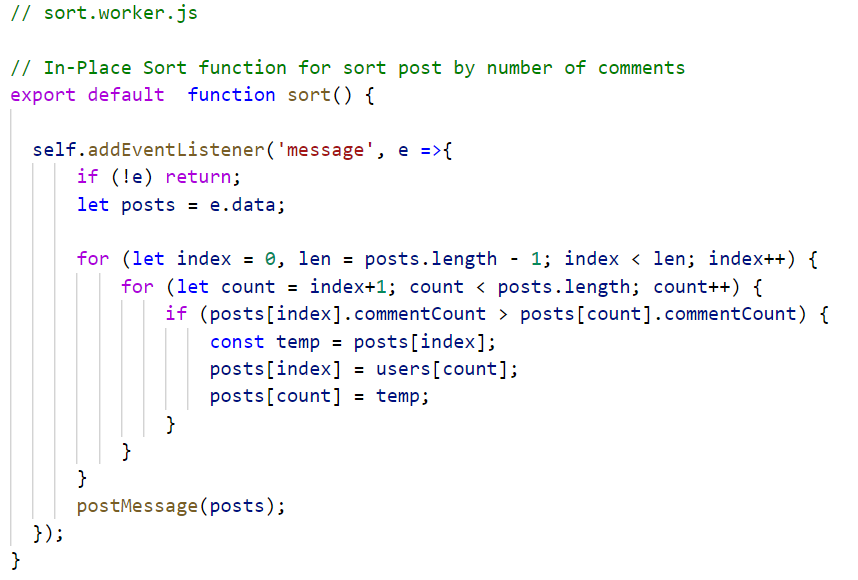 // sort.worker.js
// In-Place Sort function for sort post by number of comments
export default  function sort() {
self.addEventListener('message', e =>{
if (!e) return;
let posts = e.data;
for (let index = 0, len = posts.length - 1; index < len; index++) {
for (let count = index+1; count < posts.length; count++) {
if (posts[index].commentCount > posts[count].commentCount) {
const temp = posts[index];
posts[index] = users[count];
posts[count] = temp;
}
}
}
postMessage(posts);
});
}